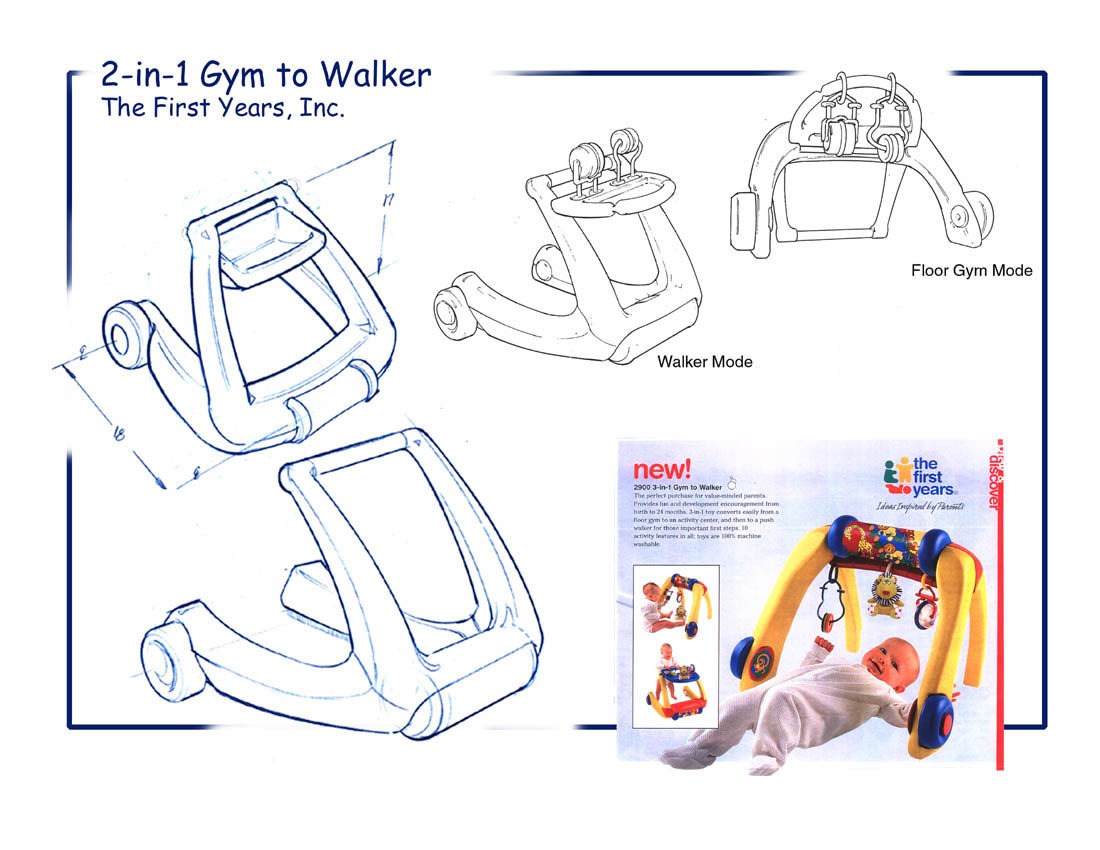 2-in-1 Gym to Walker
The First Years, Inc.
17
18
Walker Mode
Floor Gym Mode
new!
2900 3-in-1 Gym to Walker
The perfect purchase for value-minded parents.
Provides fun and development encouragement from
birth to 24 months. 3-in-1 toy converts easily from a
floor gym to an activity center, and then to a push
walker for those important first steps. 10
activity features in all; toys are 100% machine
washable.
the
first
years
Ideas Inspired by Parents
discover